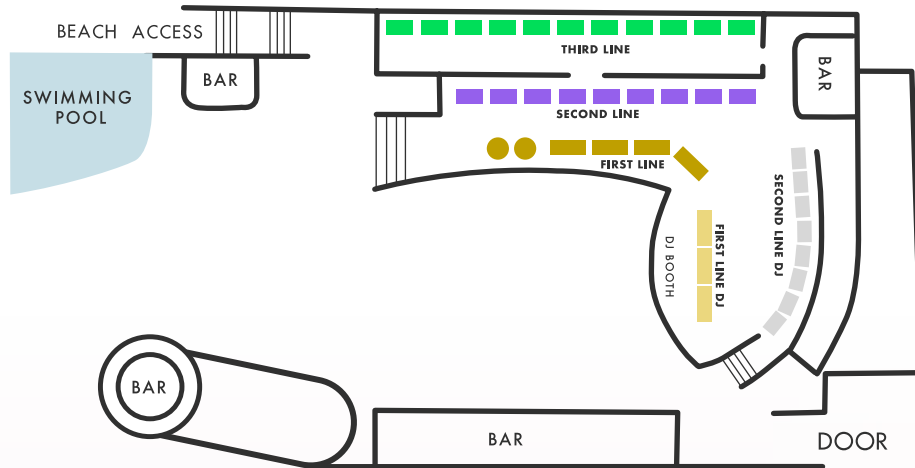 BEACH ACCESS
THIRD LINE
BAR
BAR
SWIMMING
POOL
SECOND LINE
FIRST LINE
SECOND LINE DJ
FIRST LINE DJ
DJ BOOTH
BAR
BAR
DOOR